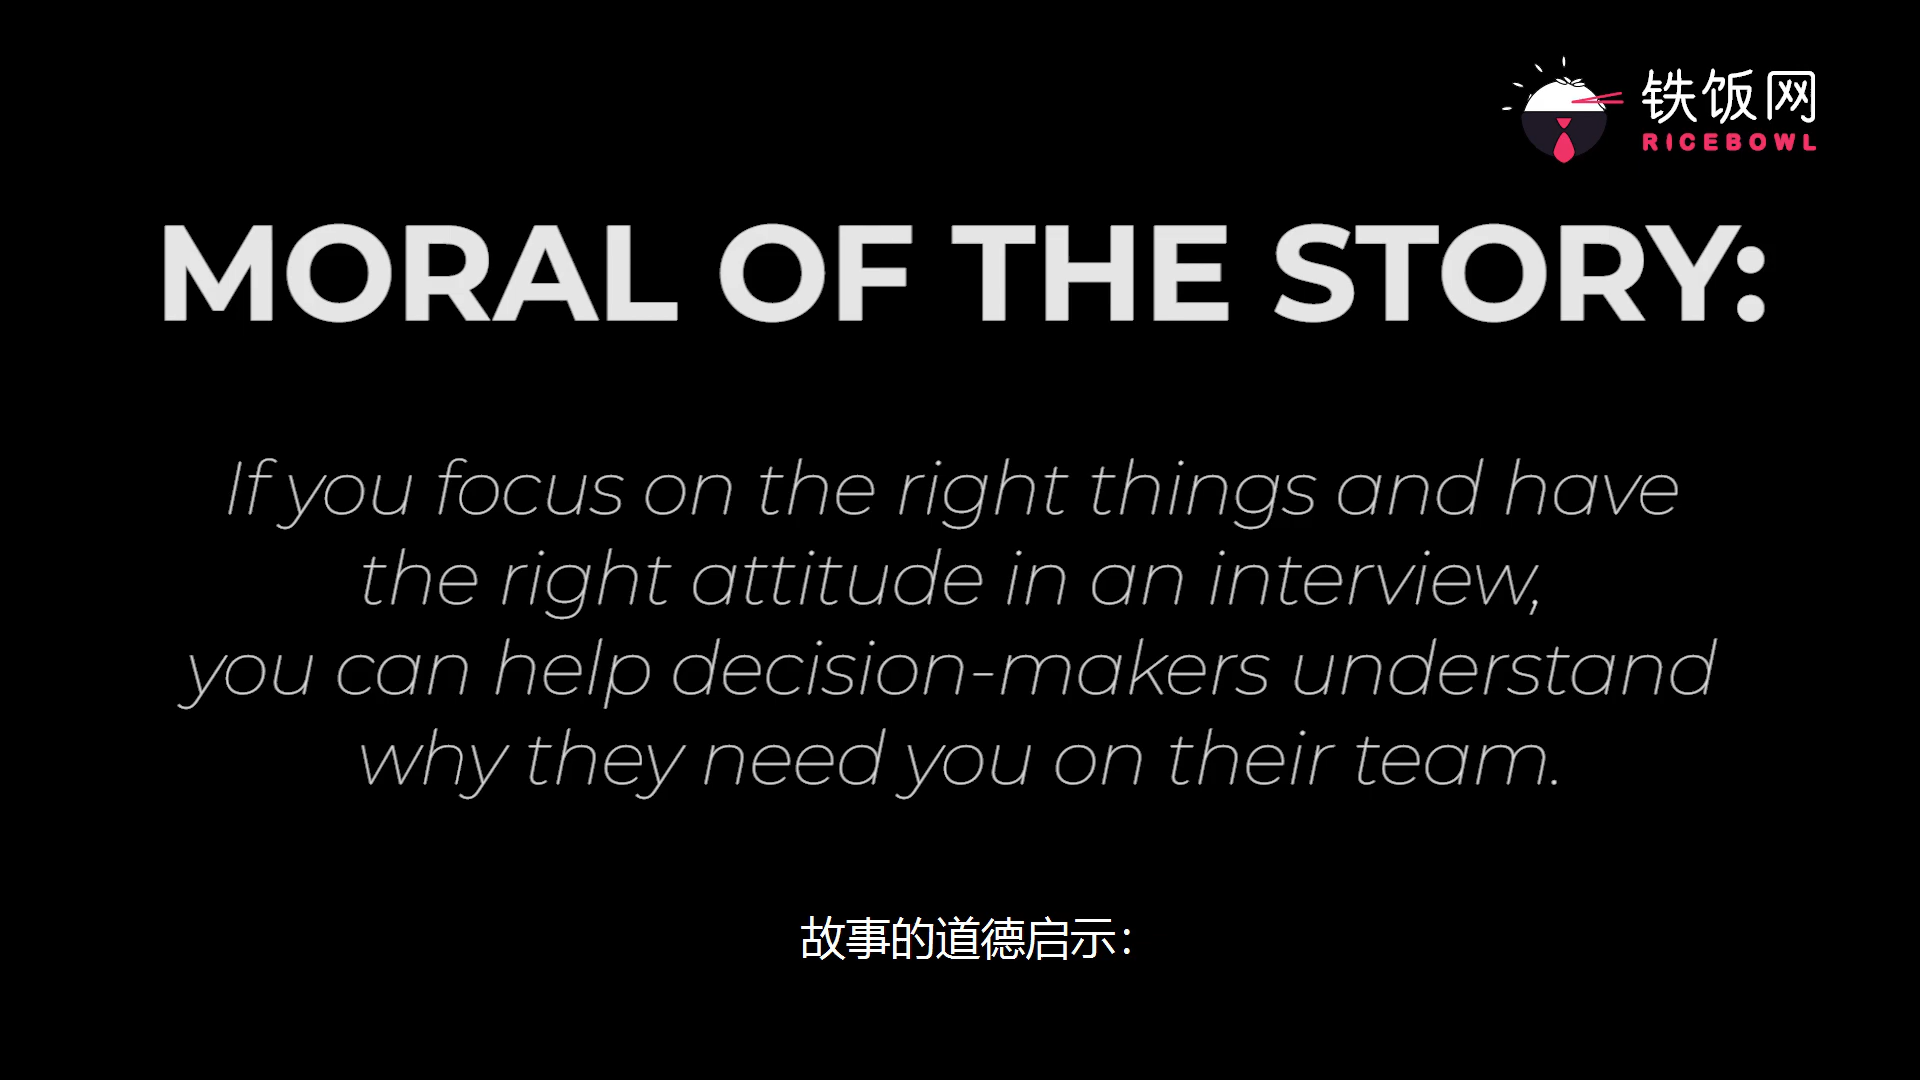 铁饭网
RICEBOWL
MORAL OF THE STORY:
If you focus on the right things and have
the right attitude in an interview,
you can help decision-makers understand
why they need you on their team.
故事的道德启示：